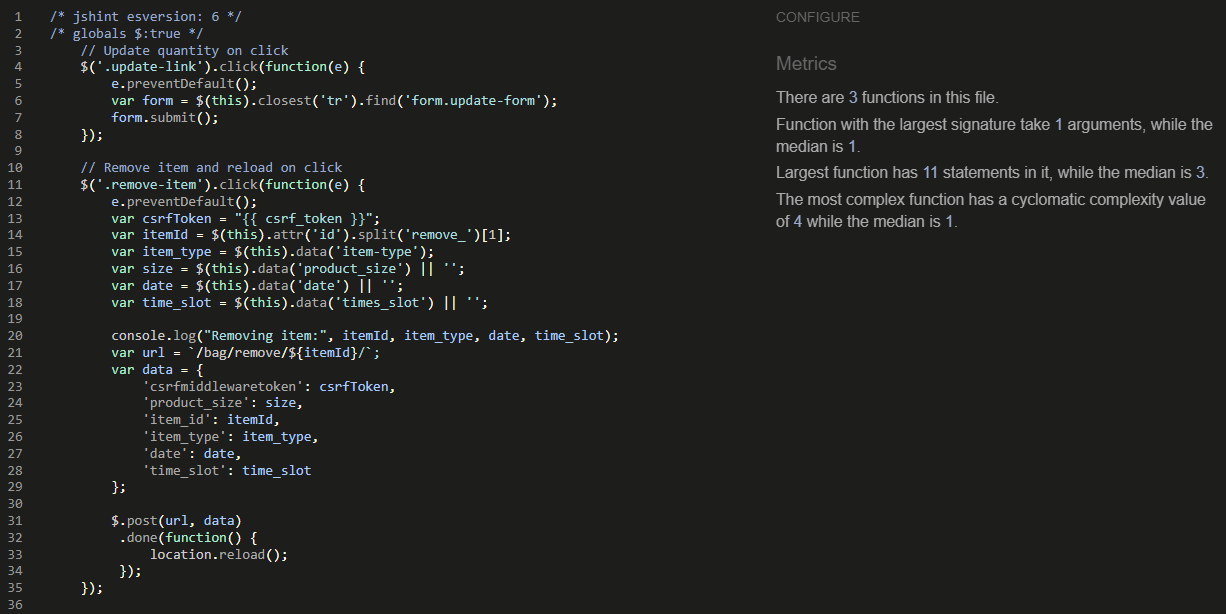 1 /* jshint esversion: 6 */
2 /* globals $:true */
3 // Update quantity on click
4 $('.update-link').click(function(e) {
5 e.preventDefault();
6 var form = $(this).closest('tr').find('form.update-form');
7 form.submit();
8 });
9
10 // Remove item and reload on click
11 $('.remove-item').click(function(e) {
12 e.preventDefault();
13 var csrfToken = "{{ csrf_token }}";
14 var itemId = $(this).attr('id').split('remove_')[1];
15 var item_type = $(this).data('item-type');
16 var size = $(this).data('product_size') || '';
17 var date = $(this).data('date') || '';
18 var time_slot = $(this).data('times_slot') || '';
19
20 console.log("Removing item:", itemId, item_type, date, time_slot);
21 var url = `/bag/remove/${itemId}/`;
22 var data = {
23 'csrfmiddlewaretoken': csrfToken,
24 'product_size': size,
25 'item_id': itemId,
26 'item_type': item_type,
27 'date': date,
28 'time_slot': time_slot
29 };
30
31 $.post(url, data)
32 .done(function() {
33 location.reload();
34 });
35 });
36
CONFIGURE
Metrics
There are 3 functions in this file.
Function with the largest signature take 1 arguments, while the
median is 1.
Largest function has 11 statements in it, while the median is 3.
The most complex function has a cyclomatic complexity value
of 4 while the median is 1.